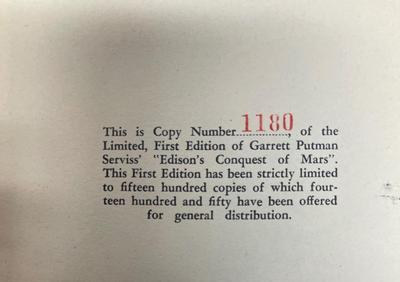 This is Copy Number 1180, of the
Limited, First Edition of Garrett Putman
Serviss' "Edison's Conquest of Mars".
This First Edition has been strictly limited
to fifteen hundred copies of which four-
teen hundred and fifty have been offered
for general distribution.